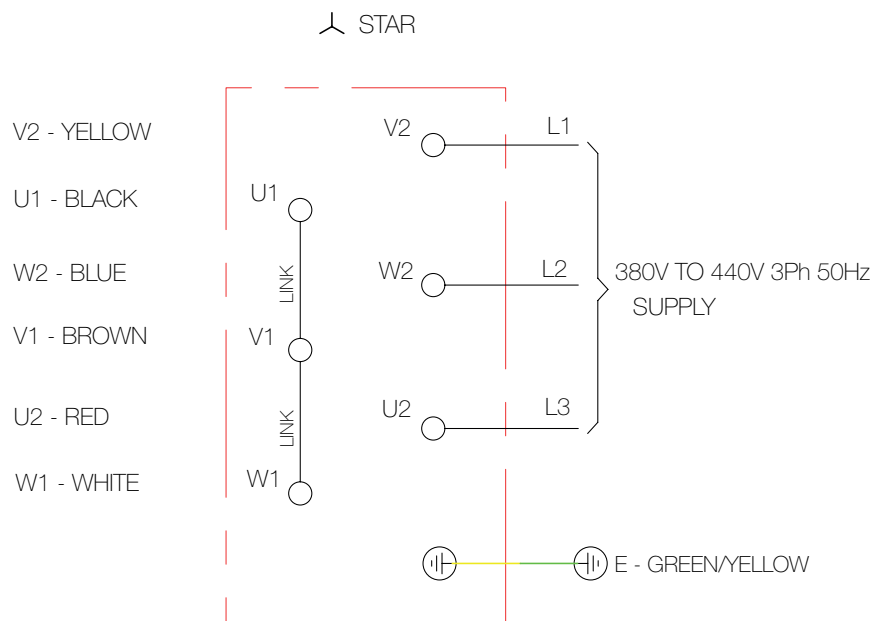 STAR
V2 - YELLOW
U1 - BLACK
W2 - BLUE
V1 - BROWN
U2 - RED
W1 - WHITE
U1
LINK
V1
LINK
W1
V2
L1
W2
L2
U2
L3
380V TO 440V 3Ph 50Hz
SUPPLY
E - GREEN/YELLOW